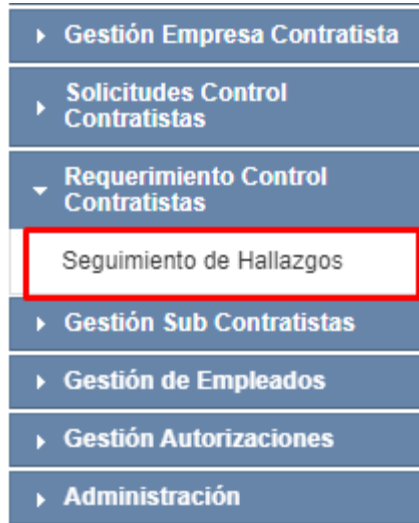 Gestión Empresa Contratista
Solicitudes Control
Contratistas
Requerimiento Control
Contratistas
Seguimiento de Hallazgos
Gestión Sub Contratistas
Gestión de Empleados
Gestión Autorizaciones
Administración